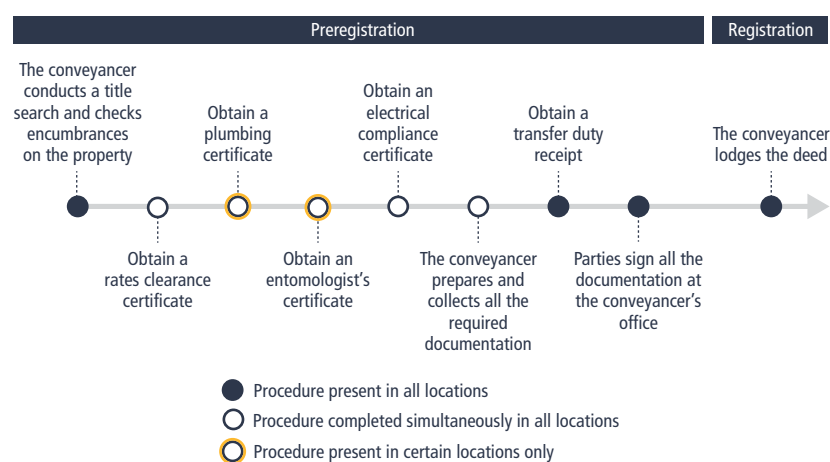 Preregistration
Registration
The conveyancer
conducts a title
search and checks
encumbrances
on the property
Obtain a
rates clearance
certificate
Obtain a
plumbing
certificate
Obtain an
entomologist's
certificate
Obtain an
electrical
compliance
certificate
The conveyancer
prepares and
collects all the
required
documentation
Obtain a
transfer duty
receipt
Parties sign all the
documentation at
the conveyancer's
office
The conveyancer
lodges the deed
Procedure present in all locations
Procedure completed simultaneously in all locations
Procedure present in certain locations only